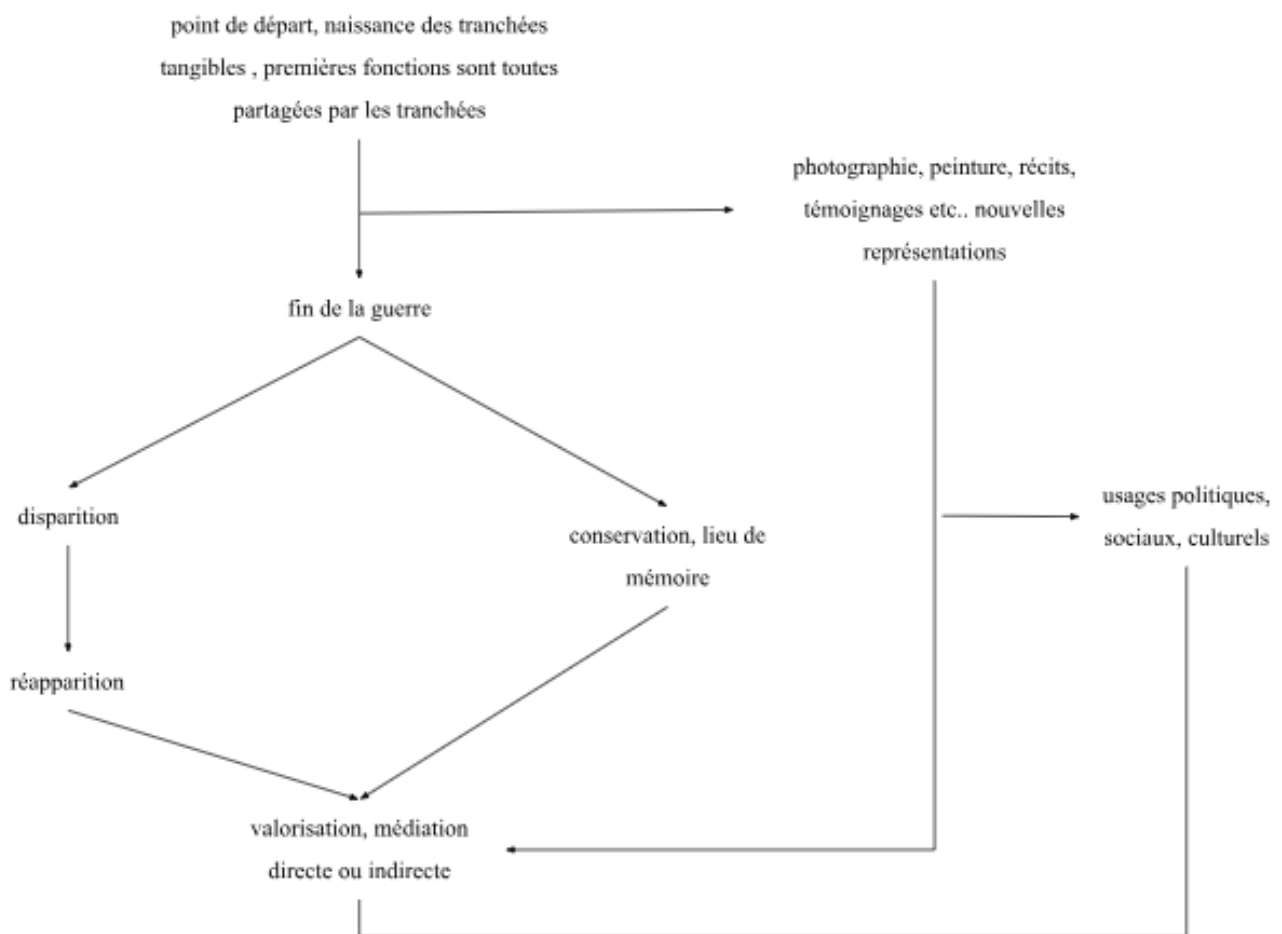 point de départ, naissance des tranchées
tangibles , premières fonctions sont toutes
partagées par les tranchées
photographie, peinture, récits,
témoignages etc.. nouvelles
représentations
fin de la guerre
disparition
conservation, lieu de
mémoire
usages politiques,
sociaux, culturels
réapparition
valorisation, médiation
directe ou indirecte